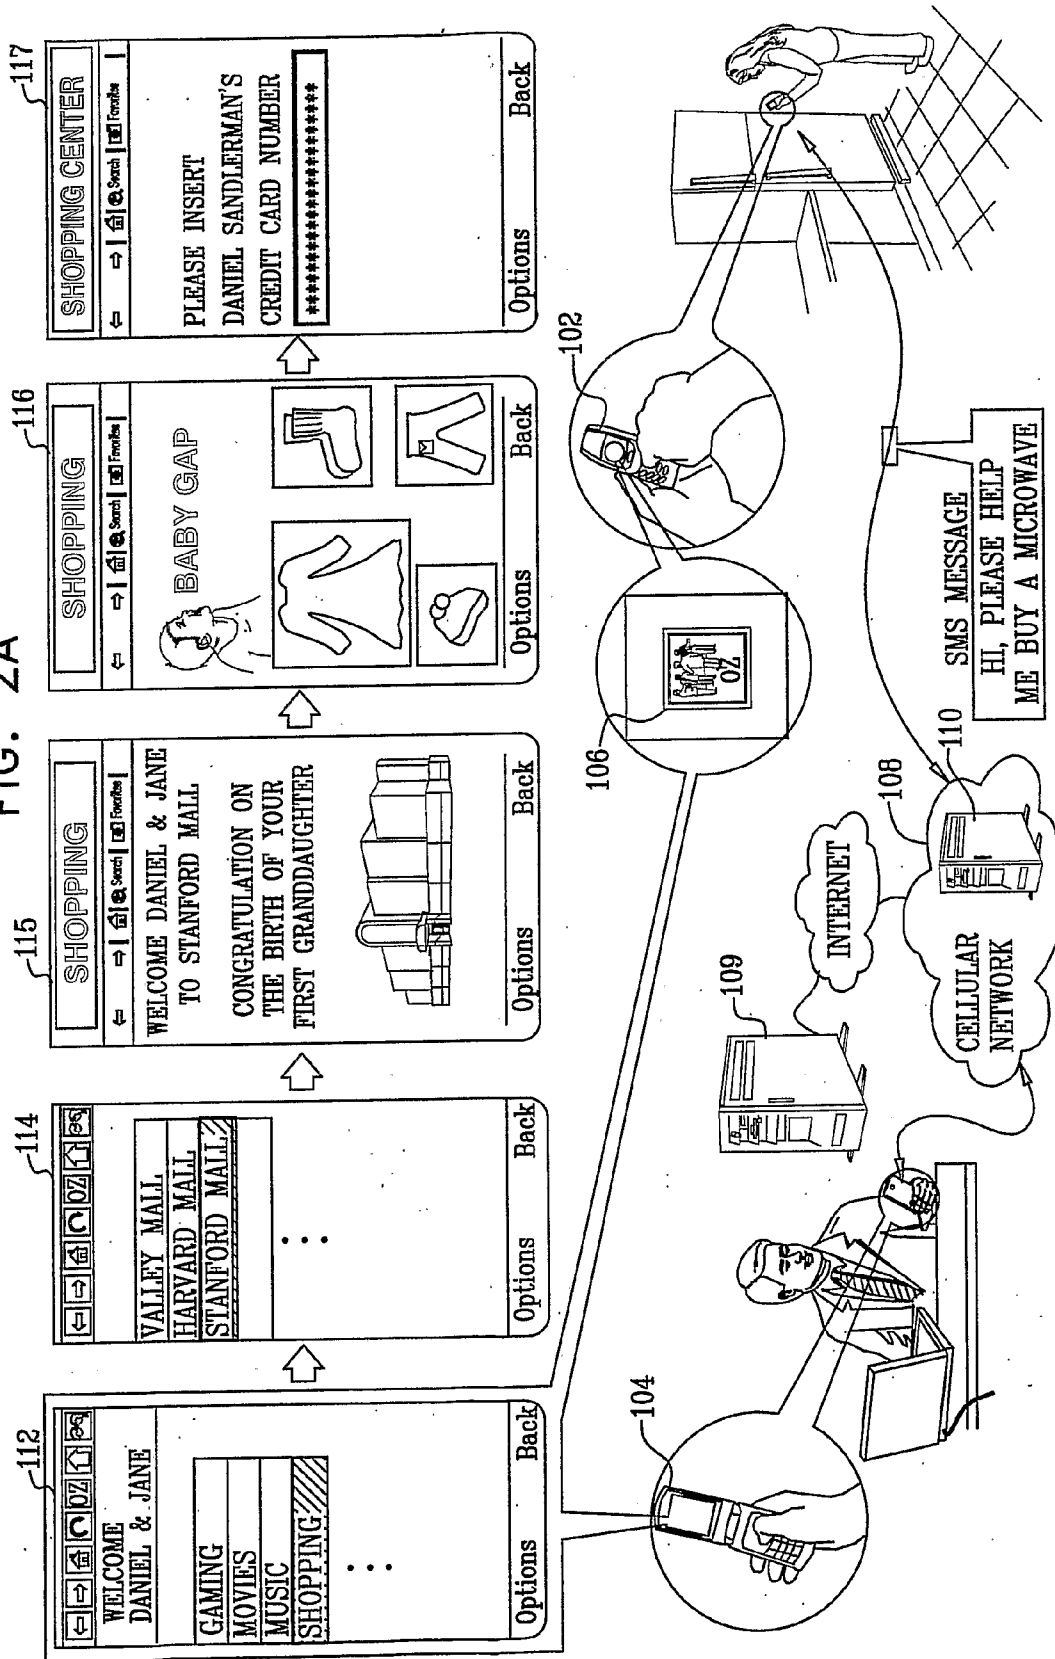 FIG. 2A
112
OZ
WELCOME
DANIEL & JANE
GAMING
MOVIES
MUSIC
SHOPPING
Options Back
114
OZ
VALLEY MALL
HARVARD MALL
STANFORD MALL
Options Back
115
SHOPPING
Search Favorites
WELCOME DANIEL & JANE
TO STANFORD MALL
CONGRATULATION ON
THE BIRTH OF YOUR
FIRST GRANDDAUGHTER
Options Back
116
SHOPPING
Search Favorites
BABY GAP
Options Back
117
SHOPPING CENTER
Search Favorites
PLEASE INSERT
DANIEL SANDLERMAN'S
CREDIT CARD NUMBER
******************
Options Back
104
109
INTERNET
CELLULAR
NETWORK
108
110
106
OZ
102
SMS MESSAGE
HI, PLEASE HELP
ME BUY A MICROWAVE